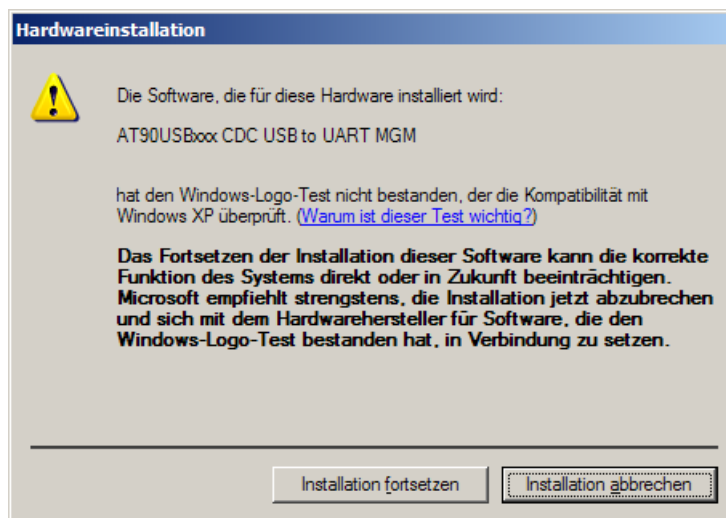 Hardwareinstallation
Die Software, die für diese Hardware installiert wird:
AT90USBxxx CDC USB to UART MGM
hat den Windows-Logo-Test nicht bestanden, der die Kompatibilität mit
Windows XP überprüft. (Warum ist dieser Test wichtig?)
Das Fortsetzen der Installation dieser Software kann die korrekte
Funktion des Systems direkt oder in Zukunft beeinträchtigen.
Microsoft empfiehlt strengstens, die Installation jetzt abzubrechen
und sich mit dem Hardwarehersteller für Software, die den
Windows-Logo-Test bestanden hat, in Verbindung zu setzen.
Installation fortsetzen
Installation abbrechen